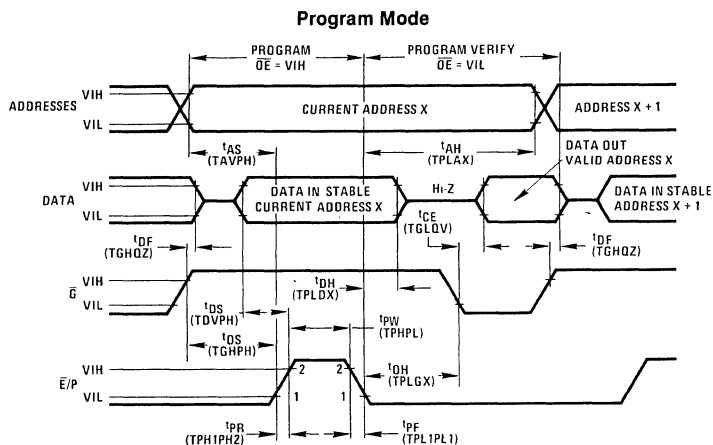 Program Mode
PROGRAM
OE = VIH
PROGRAM VERIFY
OE = VIL
ADDRESSES
VIH
VIL
CURRENT ADDRESS X
ADDRESS X + 1
tAS
(TAVPH)
tAH
(TPLAX)
DATA OUT
VALID ADDRESS X
DATA
VIH
VIL
DATA IN STABLE
CURRENT ADDRESS X
Hi-Z
DATA IN STABLE
ADDRESS X + 1
tDF
(TGHQZ)
tCE
(TGLQV)
tDF
(TGHQZ)
G
VIH
VIL
tDH
(TPLDX)
tDS
(TDVPH)
tPW
(TPHPL)
tOS
(TGHPH)
tOH
(TPLGX)
E/P
VIH
VIL
2 2
1 1
tPR
(TPH1PH2)
tPF
(TPL1PL1)